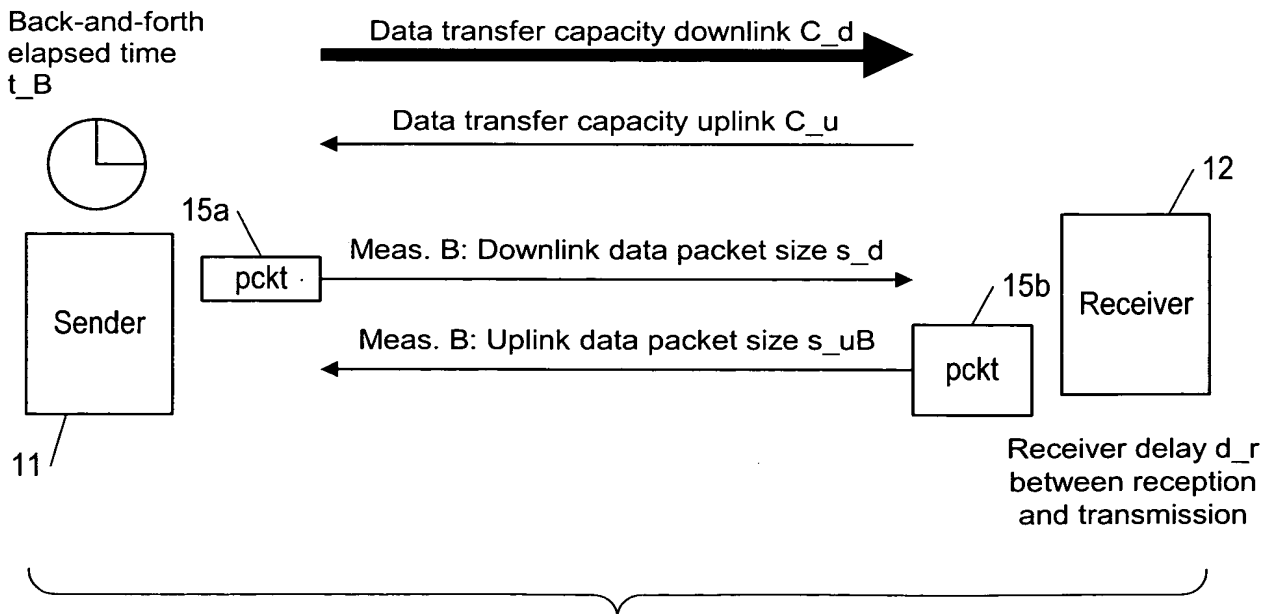 Back-and-forth
elapsed time
t_B
Data transfer capacity downlink C_d
Data transfer capacity uplink C_u
12
15a
Meas. B: Downlink data packet size s_d
pckt
15b
Sender
Receiver
Meas. B: Uplink data packet size s_uB
pckt
11
Receiver delay d_r
between reception
and transmission